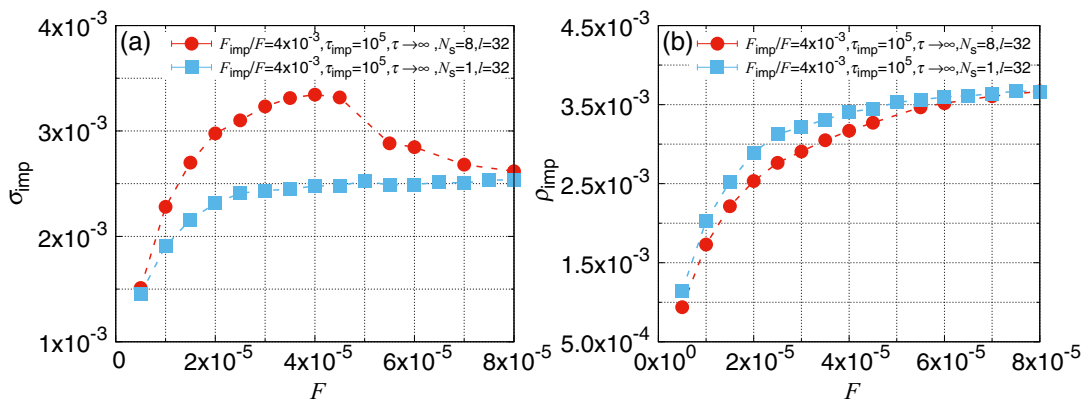 (a)
F_imp/F=4x10^-3,τ_imp=10^5,τ→∞,N_s=8,l=32
F_imp/F=4x10^-3,τ_imp=10^5,τ→∞,N_s=1,l=32
4x10^-3
3x10^-3
2x10^-3
1x10^-3
σ_imp
0 2x10^-5 4x10^-5 6x10^-5 8x10^-5
F
(b)
F_imp/F=4x10^-3,τ_imp=10^5,τ→∞,N_s=8,l=32
F_imp/F=4x10^-3,τ_imp=10^5,τ→∞,N_s=1,l=32
4.5x10^-3
3.5x10^-3
2.5x10^-3
1.5x10^-3
5.0x10^-4
ρ_imp
0x10^0 2x10^-5 4x10^-5 6x10^-5 8x10^-5
F